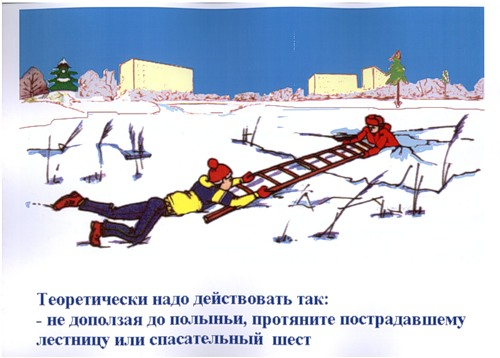 Теоретически надо действовать так:
- не доползая до полыньи, протяните пострадавшему
лестницу или спасательный шест